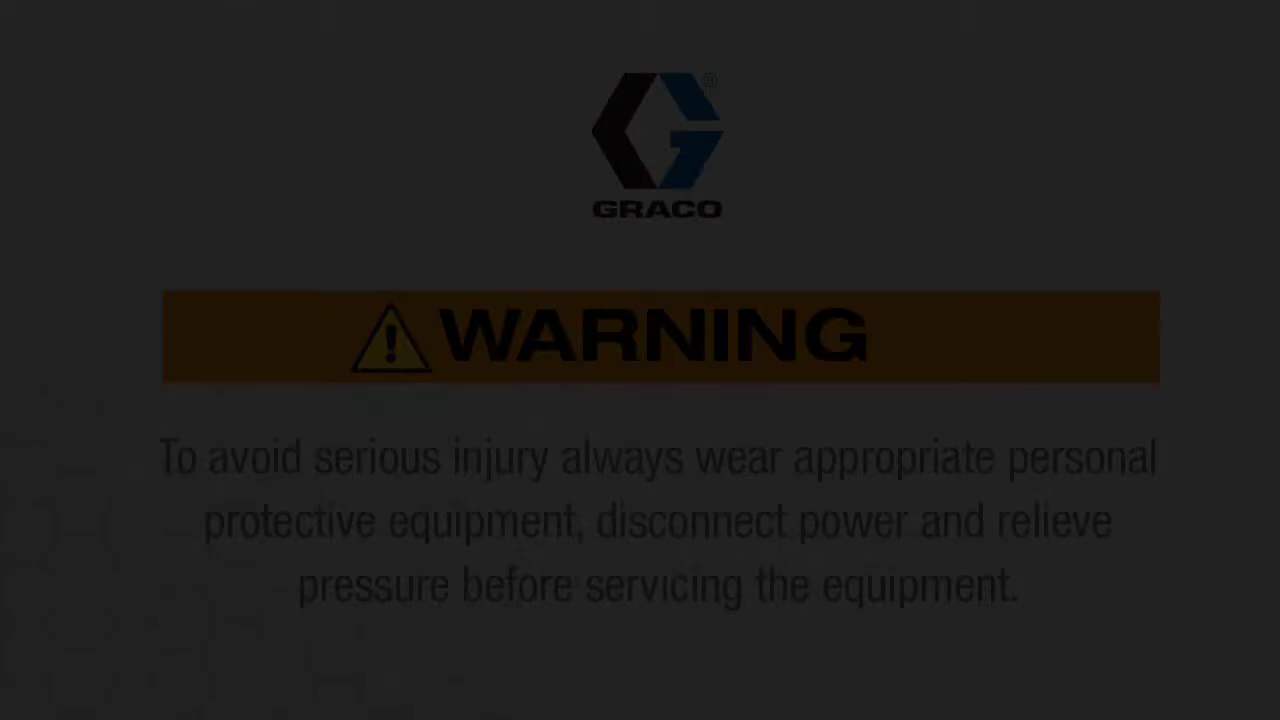 ®
GRACO
WARNING
To avoid serious injury always wear appropriate personal
protective equipment, disconnect power and relieve
pressure before servicing the equipment.